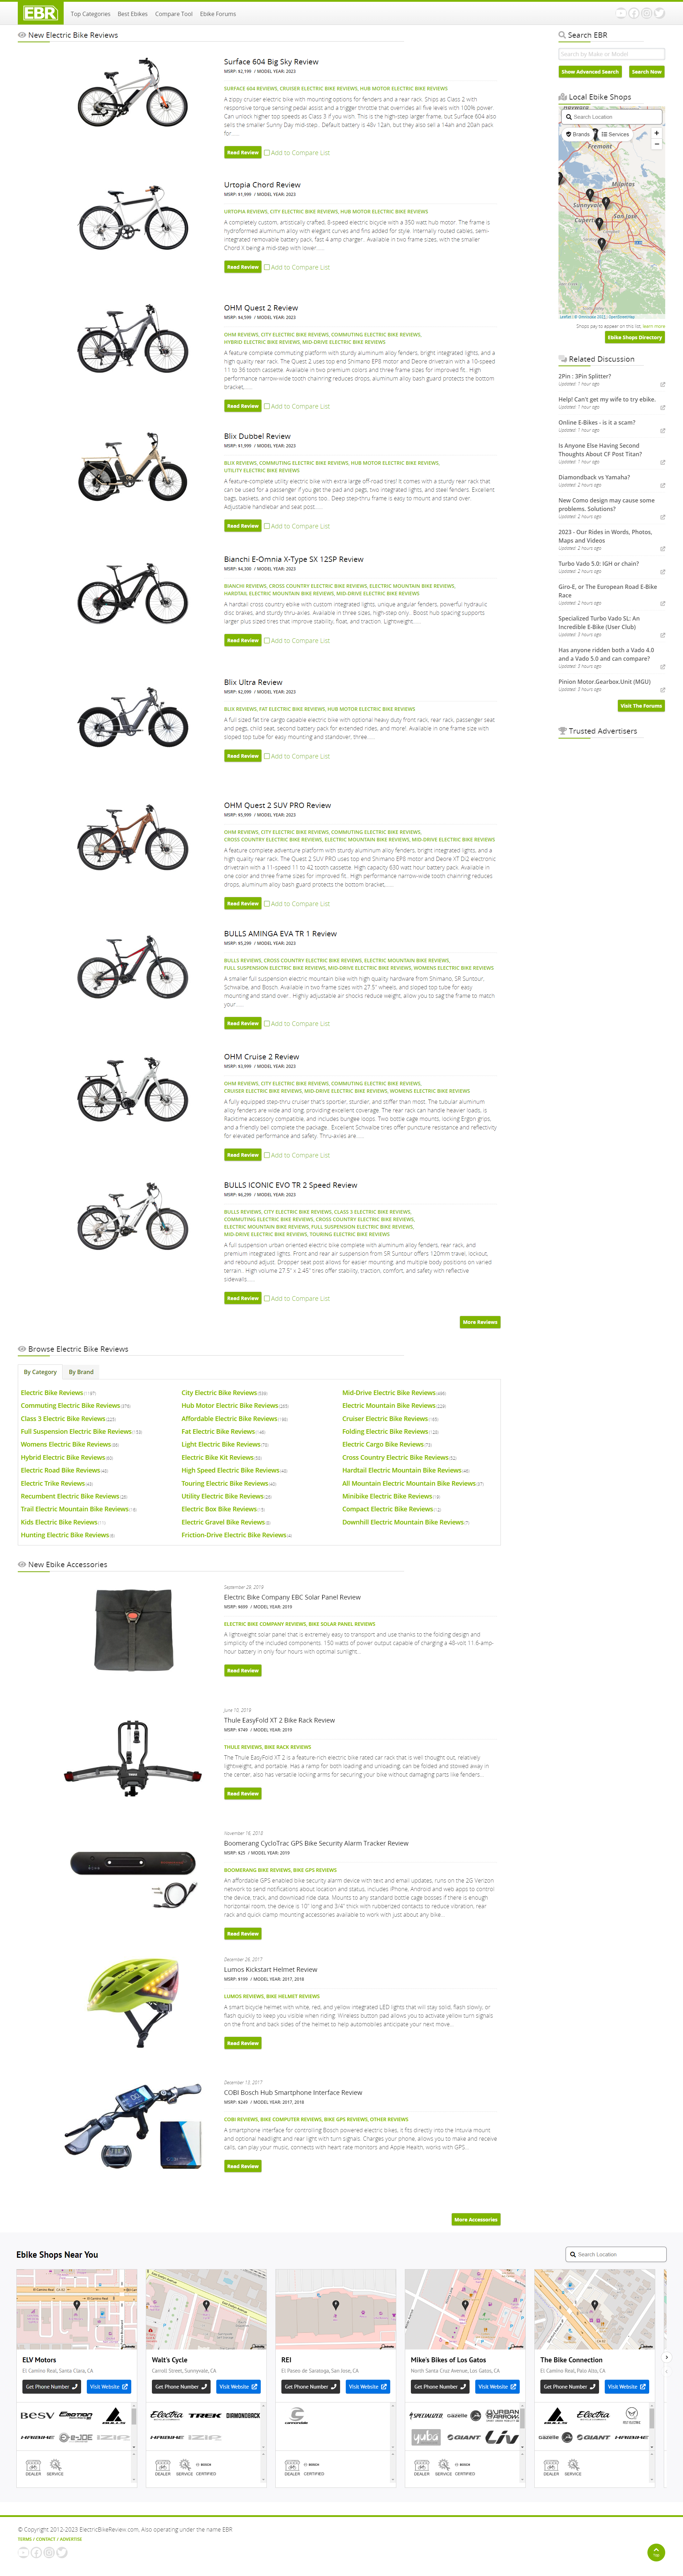 EBR
Top Categories
Best Ebikes
Compare Tool
Ebike Forums
New Electric Bike Reviews
Surface 604 Big Sky Review
MSRP: $2,199 / MODEL YEAR: 2023
SURFACE 604 REVIEWS, CRUISER ELECTRIC BIKE REVIEWS, HUB MOTOR ELECTRIC BIKE REVIEWS
A zippy cruiser electric bike with mounting options for fenders and a rear rack. Ships as Class 2 with
responsive torque sensing pedal assist and a trigger throttle that overrides all five levels with 100% power.
Can unlock higher top speeds as Class 3 if you wish. This is the high-step larger frame, but Surface 604 also
sells the smaller Sunny Day mid-step. Default battery is 48v 12ah, but they also sell a 14ah and 20ah pack
for......
Read Review
Add to Compare List
Urtopia Chord Review
MSRP: $1,999 / MODEL YEAR: 2023
URTOPIA REVIEWS, CITY ELECTRIC BIKE REVIEWS, HUB MOTOR ELECTRIC BIKE REVIEWS
A competely custom, artistically crafted, 8-speed electric bicycle with a 350 watt hub motor. The frame is
hydroformed aluminum alloy with elegant curves and fins added for style. Internally routed cables, semi-
integrated removable battery pack, fast 4 amp charger. Available in two frame sizes, with the smaller
Chord X being a mid-step with lower......
Read Review
Add to Compare List
OHM Quest 2 Review
MSRP: $4,599 / MODEL YEAR: 2023
OHM REVIEWS, CITY ELECTRIC BIKE REVIEWS, COMMUTING ELECTRIC BIKE REVIEWS,
HYBRID ELECTRIC BIKE REVIEWS, MID-DRIVE ELECTRIC BIKE REVIEWS
A feature complete commuting platform with sturdy aluminum alloy fenders, bright integrated lights, and a
high quality rear rack. The Quest 2 uses top end Shimano EP8 motor and Deore drivetrain with a 10-speed
11 to 36 tooth cassette. Available in two premium colors and three frame sizes for improved fit. High
performance narrow-wide tooth chainring reduces drops, aluminum alloy bash guard protects the bottom
bracket,......
Read Review
Add to Compare List
Blix Dubbel Review
MSRP: $1,999 / MODEL YEAR: 2023
BLIX REVIEWS, COMMUTING ELECTRIC BIKE REVIEWS, HUB MOTOR ELECTRIC BIKE REVIEWS,
UTILITY ELECTRIC BIKE REVIEWS
A feature-complete utility electric bike with extra large off-road tires! It comes with a sturdy rear rack that
can be used for a passenger if you get the pad and pegs, two integrated lights, and steel fenders. Excellent
bags, baskets, and child seat options too. Deep step-thru frame is easy to mount and stand over.
Adjustable handlebar and seat post......
Read Review
Add to Compare List
Bianchi E-Omnia X-Type SX 12SP Review
MSRP: $4,300 / MODEL YEAR: 2023
BIANCHI REVIEWS, CROSS COUNTRY ELECTRIC BIKE REVIEWS, ELECTRIC MOUNTAIN BIKE REVIEWS,
HARDTAIL ELECTRIC MOUNTAIN BIKE REVIEWS, MID-DRIVE ELECTRIC BIKE REVIEWS
A hardtail cross country ebike with custom integrated lights, unique angular fenders, powerful hydraulic
disc brakes, and sturdy thru-axles. Available in three sizes, high-step only. Boost hub spacing supports
larger plus sized tires that improve stability, float, and traction. Lightweight......
Read Review
Add to Compare List
Blix Ultra Review
MSRP: $2,999 / MODEL YEAR: 2023
BLIX REVIEWS, FAT ELECTRIC BIKE REVIEWS, HUB MOTOR ELECTRIC BIKE REVIEWS
A full sized fat tire cargo capable electric bike with optional heavy duty front rack, rear rack, passenger seat
and pegs, child seat, second battery pack for extended rides, and more! Available in one frame size with
sloped top tube for easy mounting and standover, three ......
Read Review
Add to Compare List
OHM Quest 2 SUV PRO Review
MSRP: $5,999 / MODEL YEAR: 2023
OHM REVIEWS, CITY ELECTRIC BIKE REVIEWS, COMMUTING ELECTRIC BIKE REVIEWS,
CROSS COUNTRY ELECTRIC BIKE REVIEWS, ELECTRIC MOUNTAIN BIKE REVIEWS, MID-DRIVE ELECTRIC BIKE REVIEWS
A feature complete adventure platform with sturdy aluminum alloy fenders, bright integrated lights, and a
high quality rear rack. The Quest 2 SUV PRO uses top end Shimano EP8 motor and Deore XT Di2 electronic
drivetrain with a 11-speed 11 to 42 tooth cassette. High capacity 630 watt hour battery pack. Available in
one color and three frame sizes for improved fit. High performance narrow-wide tooth chainring reduces
drops, aluminum alloy bash guard protects the bottom bracket,......
Read Review
Add to Compare List
BULLS AMINGA EVA TR 1 Review
MSRP: $5,299 / MODEL YEAR: 2023
BULLS REVIEWS, CROSS COUNTRY ELECTRIC BIKE REVIEWS, ELECTRIC MOUNTAIN BIKE REVIEWS,
FULL SUSPENSION ELECTRIC BIKE REVIEWS, MID-DRIVE ELECTRIC BIKE REVIEWS, WOMENS ELECTRIC BIKE REVIEWS
A smaller full suspension electric mountain bike with high quality hardware from Shimano, SR Suntour,
Schwalbe, and Bosch. Available in two frame sizes with 27.5" wheels, and sloped top tube for easy
mounting and stand over. Highly adjustable air shocks reduce weight, allow you to sag the frame to match
your......
Read Review
Add to Compare List
OHM Cruise 2 Review
MSRP: $3,999 / MODEL YEAR: 2023
OHM REVIEWS, CITY ELECTRIC BIKE REVIEWS, COMMUTING ELECTRIC BIKE REVIEWS,
CRUISER ELECTRIC BIKE REVIEWS, MID-DRIVE ELECTRIC BIKE REVIEWS, WOMENS ELECTRIC BIKE REVIEWS
A fully equipped step-thru cruiser that's sportier, sturdier, and stiffer than most. The tubular aluminum
alloy fenders are wide and long, providing excellent coverage. The rear rack can handle heavier loads, is
Racktime accessory compatible, and includes bungee loops. Two bottle cage mounts, locking Ergon grips,
and a friendly bell complete the package. Excellent Schwalbe tires offer puncture resistance and reflectivity
for elevated performance and safety. Thru-axles are......
Read Review
Add to Compare List
BULLS ICONIC EVO TR 2 Speed Review
MSRP: $6,299 / MODEL YEAR: 2023
BULLS REVIEWS, CITY ELECTRIC BIKE REVIEWS, CLASS 3 ELECTRIC BIKE REVIEWS,
COMMUTING ELECTRIC BIKE REVIEWS, CROSS COUNTRY ELECTRIC BIKE REVIEWS,
ELECTRIC MOUNTAIN BIKE REVIEWS, FULL SUSPENSION ELECTRIC BIKE REVIEWS,
MID-DRIVE ELECTRIC BIKE REVIEWS, TOURING ELECTRIC BIKE REVIEWS
A full suspension urban oriented electric bike complete with aluminum alloy fenders, rear rack, and
premium integrated lights. Front and rear air suspension from SR Suntour offers 120mm travel, lockout,
and rebound adjust. Dropper seat post allows for easier mounting, and multiple body positions on varied
terrain. High volume 27.5" x 2.4" tires offer stability, traction, comfort, and safety with reflective
sidewalls......
Read Review
Add to Compare List
More Reviews
Browse Electric Bike Reviews
By Category
By Brand
Electric Bike Reviews
City Electric Bike Reviews
Mid-Drive Electric Bike Reviews
Commuting Electric Bike Reviews
Hub Motor Electric Bike Reviews
Electric Mountain Bike Reviews
Class 3 Electric Bike Reviews
Affordable Electric Bike Reviews
Cruiser Electric Bike Reviews
Full Suspension Electric Bike Reviews
Fat Electric Bike Reviews
Folding Electric Bike Reviews
Womens Electric Bike Reviews
Light Electric Bike Reviews
Electric Cargo Bike Reviews
Hybrid Electric Bike Reviews
Electric Bike Kit Reviews
Cross Country Electric Bike Reviews
Electric Road Bike Reviews
High Speed Electric Bike Reviews
Hardtail Electric Mountain Bike Reviews
Electric Trike Reviews
Touring Electric Bike Reviews
All Mountain Electric Mountain Bike Reviews
Recumbent Electric Bike Reviews
Utility Electric Bike Reviews
Minibike Electric Bike Reviews
Trail Electric Mountain Bike Reviews
Electric Box Bike Reviews
Compact Electric Bike Reviews
Kids Electric Bike Reviews
Electric Gravel Bike Reviews
Downhill Electric Mountain Bike Reviews
Hunting Electric Bike Reviews
Friction-Drive Electric Bike Reviews
New Ebike Accessories
September 29, 2019
Electric Bike Company EBC Solar Panel Review
MSRP: $699 / MODEL YEAR: 2019
ELECTRIC BIKE COMPANY REVIEWS, BIKE SOLAR PANEL REVIEWS
A lightweight solar panel that is extremely easy to transport and use thanks to the folding design and
simplicity of the included components. 150 watts of power output capable of charging a 48-volt 11.6-amp-
hour battery in only four hours with optimal sunlight...
Read Review
June 10, 2019
Thule EasyFold XT 2 Bike Rack Review
MSRP: $749 / MODEL YEAR: 2019
THULE REVIEWS, BIKE RACK REVIEWS
The Thule EasyFold XT 2 is a feature-rich electric bike rated car rack that is well thought out, relatively
lightweight, and portable. Has a ramp for both loading and unloading, can be folded and stowed away in
the center, also has versatile locking arms for securing your bike without damaging parts like fenders...
Read Review
November 16, 2018
Boomerang CycloTrac GPS Bike Security Alarm Tracker Review
MSRP: $25 / MODEL YEAR: 2019
BOOMERANG BIKE REVIEWS, BIKE GPS REVIEWS
An affordable GPS enabled bike security alarm device with text and email updates, runs on the 2G Verizon
network to send notifications about location and status, includes iPhone, Android and web apps to control
the device, track, and download ride data. Mounts to any standard bottle cage bosses if there is enough
horizontal room, the device is 10" long and 3/4" thick with rubberized contacts to reduce vibration, rear
rack and quick clamp mounting accessories available to work with just about any bike...
Read Review
December 26, 2017
Lumos Kickstart Helmet Review
MSRP: $199 / MODEL YEAR: 2017, 2018
LUMOS REVIEWS, BIKE HELMET REVIEWS
A smart bicycle helmet with white, red, and yellow integrated LED lights that will stay solid, flash slowly, or
flash quickly to keep you visible when riding. Wireless button pad allows you to activate yellow turn signals
on the front and back sides of the helmet to help automobiles anticipate your next move...
Read Review
December 13, 2017
COBI Bosch Hub Smartphone Interface Review
MSRP: $249 / MODEL YEAR: 2017, 2018
COBI REVIEWS, BIKE COMPUTER REVIEWS, BIKE GPS REVIEWS, OTHER REVIEWS
A smartphone interface for controlling Bosch powered electric bikes, it fits directly into the Intuvia mount
and optional headlight and rear light with turn signals. Charges your phone, allows you to make and receive
calls, can play your music, connects with heart rate monitors and Apple Health, works with GPS...
Read Review
More Accessories
Search EBR
Search by Make or Model
Show Advanced Search
Search Now
Local Ebike Shops
Search Location
Brands
Services
Fremont
Milpitas
Sunnyvale
San Jose
Cupert
Shops pay to appear on this list, learn more
Ebike Shops Directory
Related Discussion
2Pin : 3Pin Splitter?
Updated: 1 hour ago
Help! Can't get my wife to try ebike.
Updated: 1 hour ago
Online E-Bikes - is it a scam?
Updated: 1 hour ago
Is Anyone Else Having Second
Thoughts About CF Post Titan?
Updated: 1 hour ago
Diamondback vs Yamaha?
Updated: 2 hours ago
New Como design may cause some
problems. Solutions?
Updated: 2 hours ago
2023 - Our Rides in Words, Photos,
Maps and Videos
Updated: 2 hours ago
Turbo Vado 5.0: IGH or chain?
Updated: 2 hours ago
Giro-E, or The European Road E-Bike
Race
Updated: 2 hours ago
Specialized Turbo Vado SL: An
Incredible E-Bike (User Club)
Updated: 3 hours ago
Has anyone ridden both a Vado 4.0
and a Vado 5.0 and can compare?
Updated: 3 hours ago
Pinion Motor.Gearbox.Unit (MGU)
Updated: 3 hours ago
Visit The Forums
Trusted Advertisers
Ebike Shops Near You
Search Location
ELV Motors
El Camino Real, Santa Clara, CA
Get Phone Number
Visit Website
BESV
EMOTION
BULLS
HAIBIKE
IZIP
DEALER
SERVICE
Walt's Cycle
Carroll Street, Sunnyvale, CA
Get Phone Number
Visit Website
Electra
TREK
DIAMONDBACK
HAIBIKE
IZIP
DEALER
SERVICE
CERTIFIED
REI
El Paseo de Saratoga, San Jose, CA
Get Phone Number
Visit Website
cannondale
DEALER
CERTIFIED
Mike's Bikes of Los Gatos
North Santa Cruz Avenue, Los Gatos, CA
Get Phone Number
Visit Website
SPECIALIZED
Gazelle
URBAN ARROW
yuba
GIANT
Liv
DEALER
SERVICE
CERTIFIED
The Bike Connection
El Camino Real, Palo Alto, CA
Get Phone Number
Visit Website
BULLS
Electra
Gazelle
GIANT
HAIBIKE
DEALER
SERVICE
© Copyright 2012-2023 ElectricBikeReview.com, Also operating under the name EBR
TERMS / CONTACT / ADVERTISE